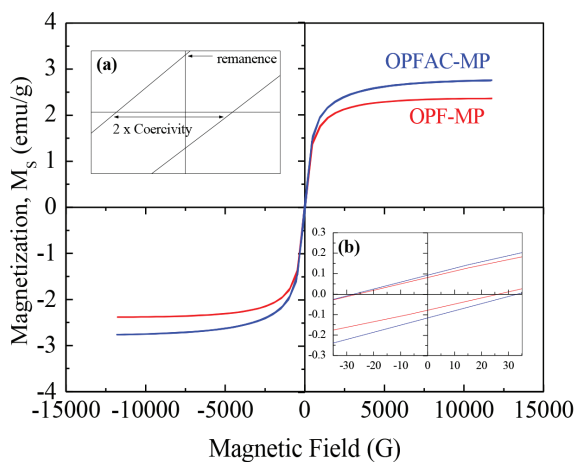 4
3
2
1
0
-1
-2
-3
-4
Magnetization, M_s (emu/g)
(a)
remanence
2 x Coercivity
OPFAC-MP
OPF-MP
(b)
0.3
0.2
0.1
0.0
-0.1
-0.2
-0.3
-30 -20 -10 0 10 20 30
-15000 -10000 -5000 0 5000 10000 15000
Magnetic Field (G)